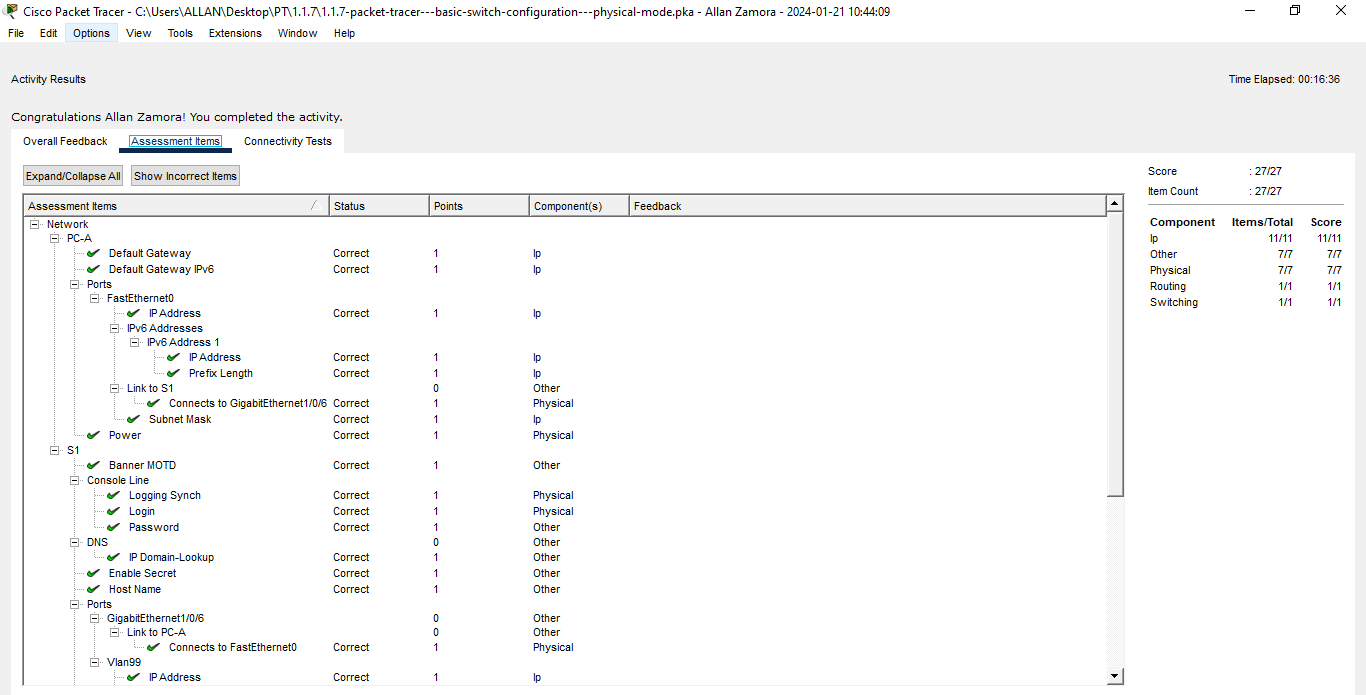 Cisco Packet Tracer - C:\Users\ALLAN\Desktop\PT\1.1.7\1.1.7-packet-tracer---basic-switch-configuration---physical-mode.pka - Allan Zamora - 2024-01-21 10:44:09
File Edit Options View Tools Extensions Window Help
Activity Results Time Elapsed: 00:16:36
Congratulations Allan Zamora! You completed the activity.
Overall Feedback Assessment Items Connectivity Tests
Expand/Collapse All Show Incorrect Items
Assessment Items Status Points Component(s) Feedback
Network
PC-A
Default Gateway Correct 1 Ip
Default Gateway IPv6 Correct 1 Ip
Ports
FastEthernet0
IP Address Correct 1 Ip
IPv6 Addresses
IPv6 Address 1
IP Address Correct 1 Ip
Prefix Length Correct 1 Ip
Link to S1 0 Other
Connects to GigabitEthernet1/0/6 Correct 1 Physical
Subnet Mask Correct 1 Ip
Power Correct 1 Physical
S1
Banner MOTD Correct 1 Other
Console Line
Logging Synch Correct 1 Physical
Login Correct 1 Physical
Password Correct 1 Other
DNS 0 Other
IP Domain-Lookup Correct 1 Other
Enable Secret Correct 1 Other
Host Name Correct 1 Other
Ports
GigabitEthernet1/0/6 0 Other
Link to PC-A 0 Other
Connects to FastEthernet0 Correct 1 Physical
Vlan99
IP Address Correct 1 Ip
Score : 27/27
Item Count : 27/27
Component Items/Total Score
Ip 11/11 11/11
Other 7/7 7/7
Physical 7/7 7/7
Routing 1/1 1/1
Switching 1/1 1/1